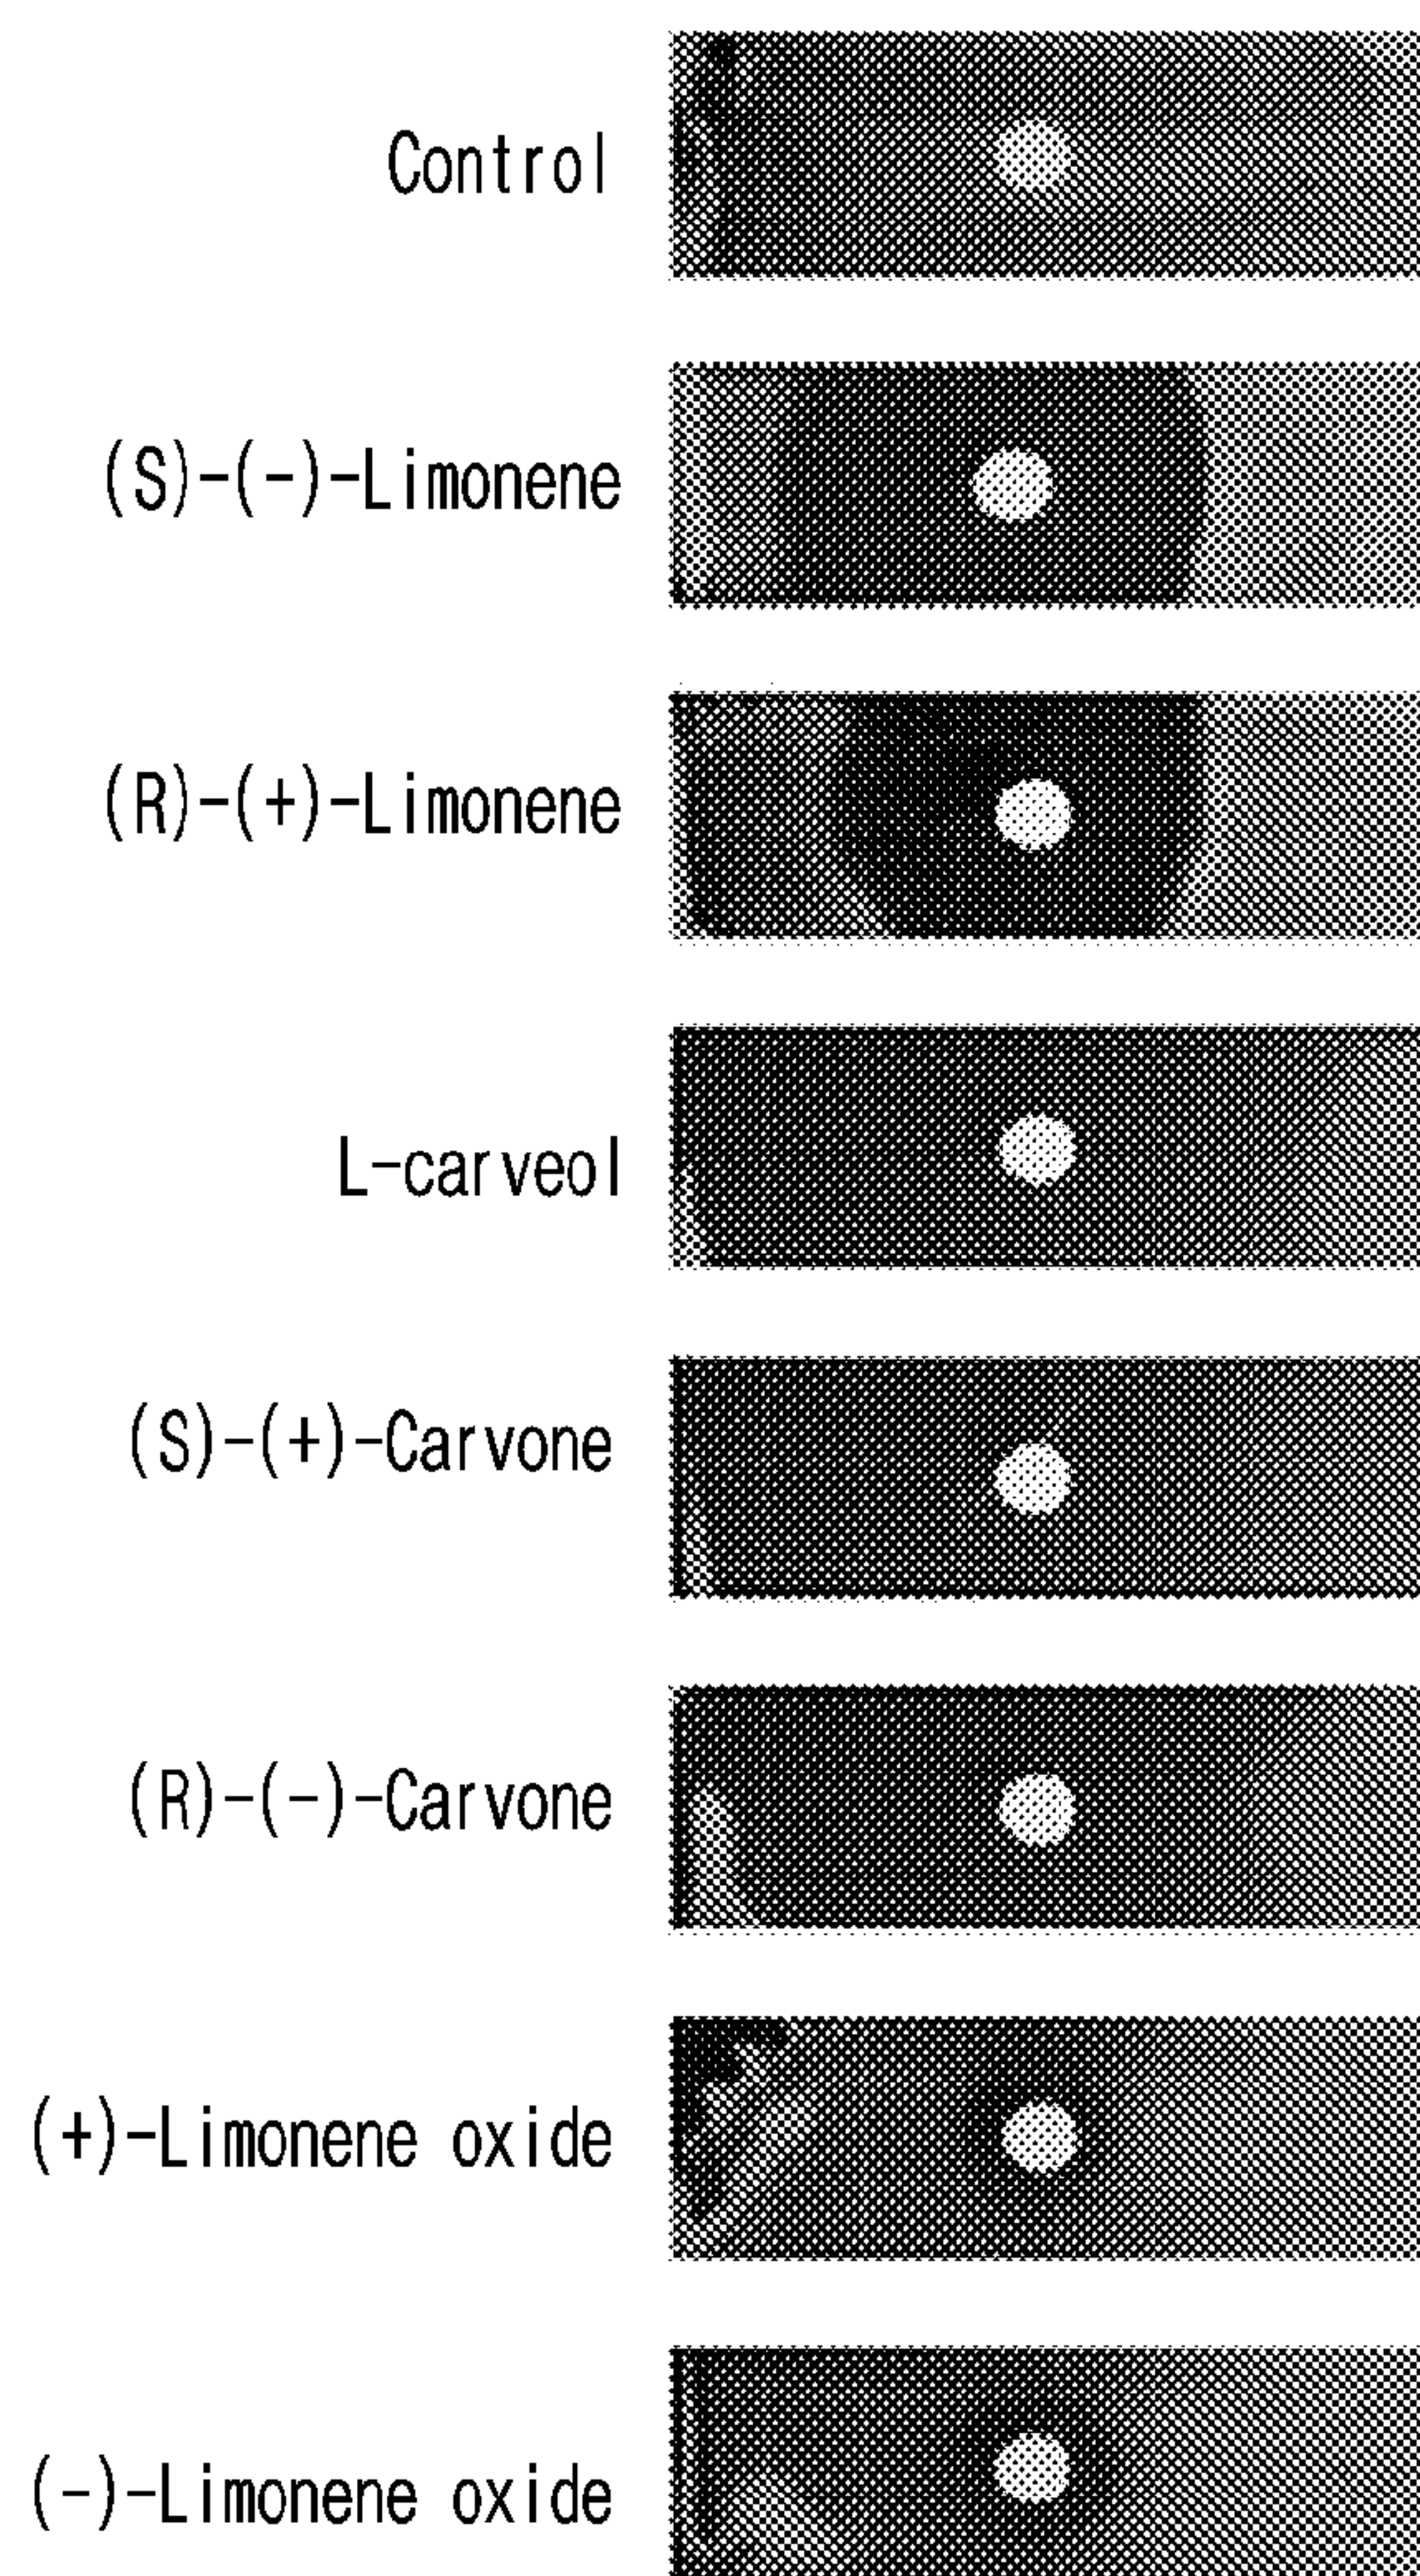 Control
(S)-(-)-Limonene
(R)-(+)-Limonene
L-carveol
(S)-(+)-Carvone
(R)-(-)-Carvone
(+)-Limonene oxide
(-)-Limonene oxide